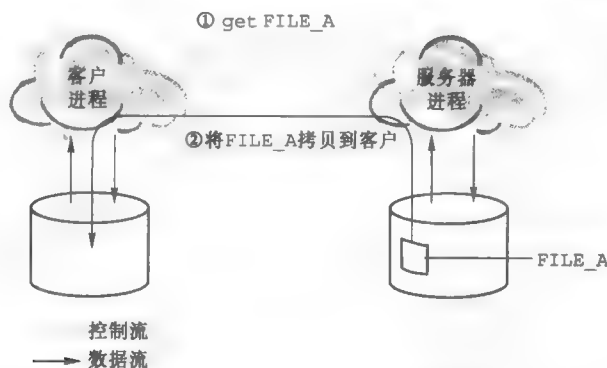 ① get FILE_A
客户
进程
服务器
进程
②将FILE_A拷贝到客户
FILE_A
控制流
数据流